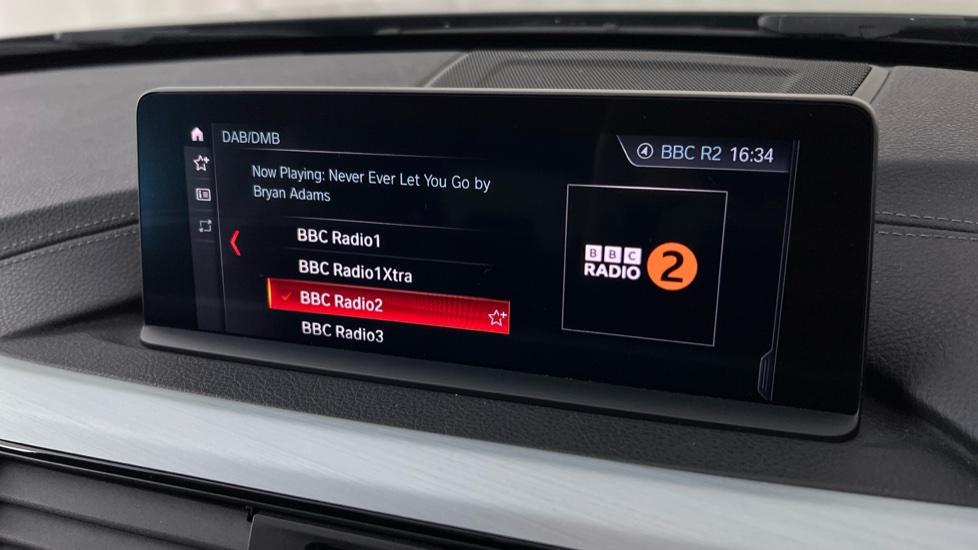 DAB/DMB
BBC R2 16:34
Now Playing: Never Ever Let You Go by
Bryan Adams
BBC Radio1
BBC Radio1Xtra
BBC Radio2
BBC Radio3
BBC
RADIO 2